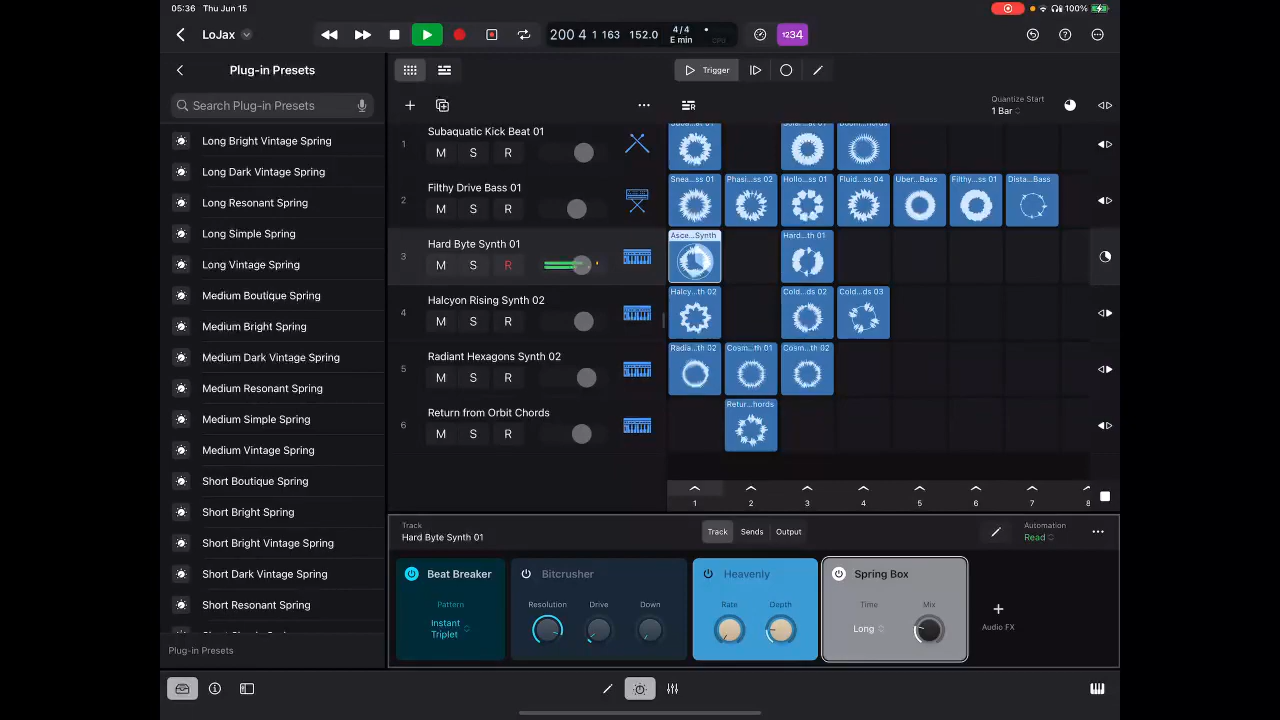 05:36 Thu Jun 15
100%
LoJax
200 4 1 163 152.0 4/4 E min CPU
1234
Plug-in Presets
Search Plug-in Presets
Trigger
Quantize Start
1 Bar
Long Bright Vintage Spring
Long Dark Vintage Spring
Long Resonant Spring
Long Simple Spring
Long Vintage Spring
Medium Boutique Spring
Medium Bright Spring
Medium Dark Vintage Spring
Medium Resonant Spring
Medium Simple Spring
Medium Vintage Spring
Short Boutique Spring
Short Bright Spring
Short Bright Vintage Spring
Short Dark Vintage Spring
Short Resonant Spring
Plug-in Presets
1 Subaquatic Kick Beat 01
M S R
2 Filthy Drive Bass 01
M S R
Snea...ss 01 Phasi...ss 02 Hollo...ss 01 Fluid...ss 04 Uber...Bass Filthy...ss 01 Dista...Bass
3 Hard Byte Synth 01
M S R
Asce...Synth Hard...th 01
4 Halcyon Rising Synth 02
M S R
Halcy...th 02 Cold...ds 02 Cold...ds 03
5 Radiant Hexagons Synth 02
M S R
Radia...th 02 Cosm...th 01 Cosm...th 02
6 Return from Orbit Chords
M S R
Retur...hords
1 2 3 4 5 6 7 8
Track
Hard Byte Synth 01
Track Sends Output
Automation
Read
Beat Breaker
Pattern
Instant
Triplet
Bitcrusher
Resolution Drive Down
Heavenly
Rate Depth
Spring Box
Time Mix
Long
Audio FX